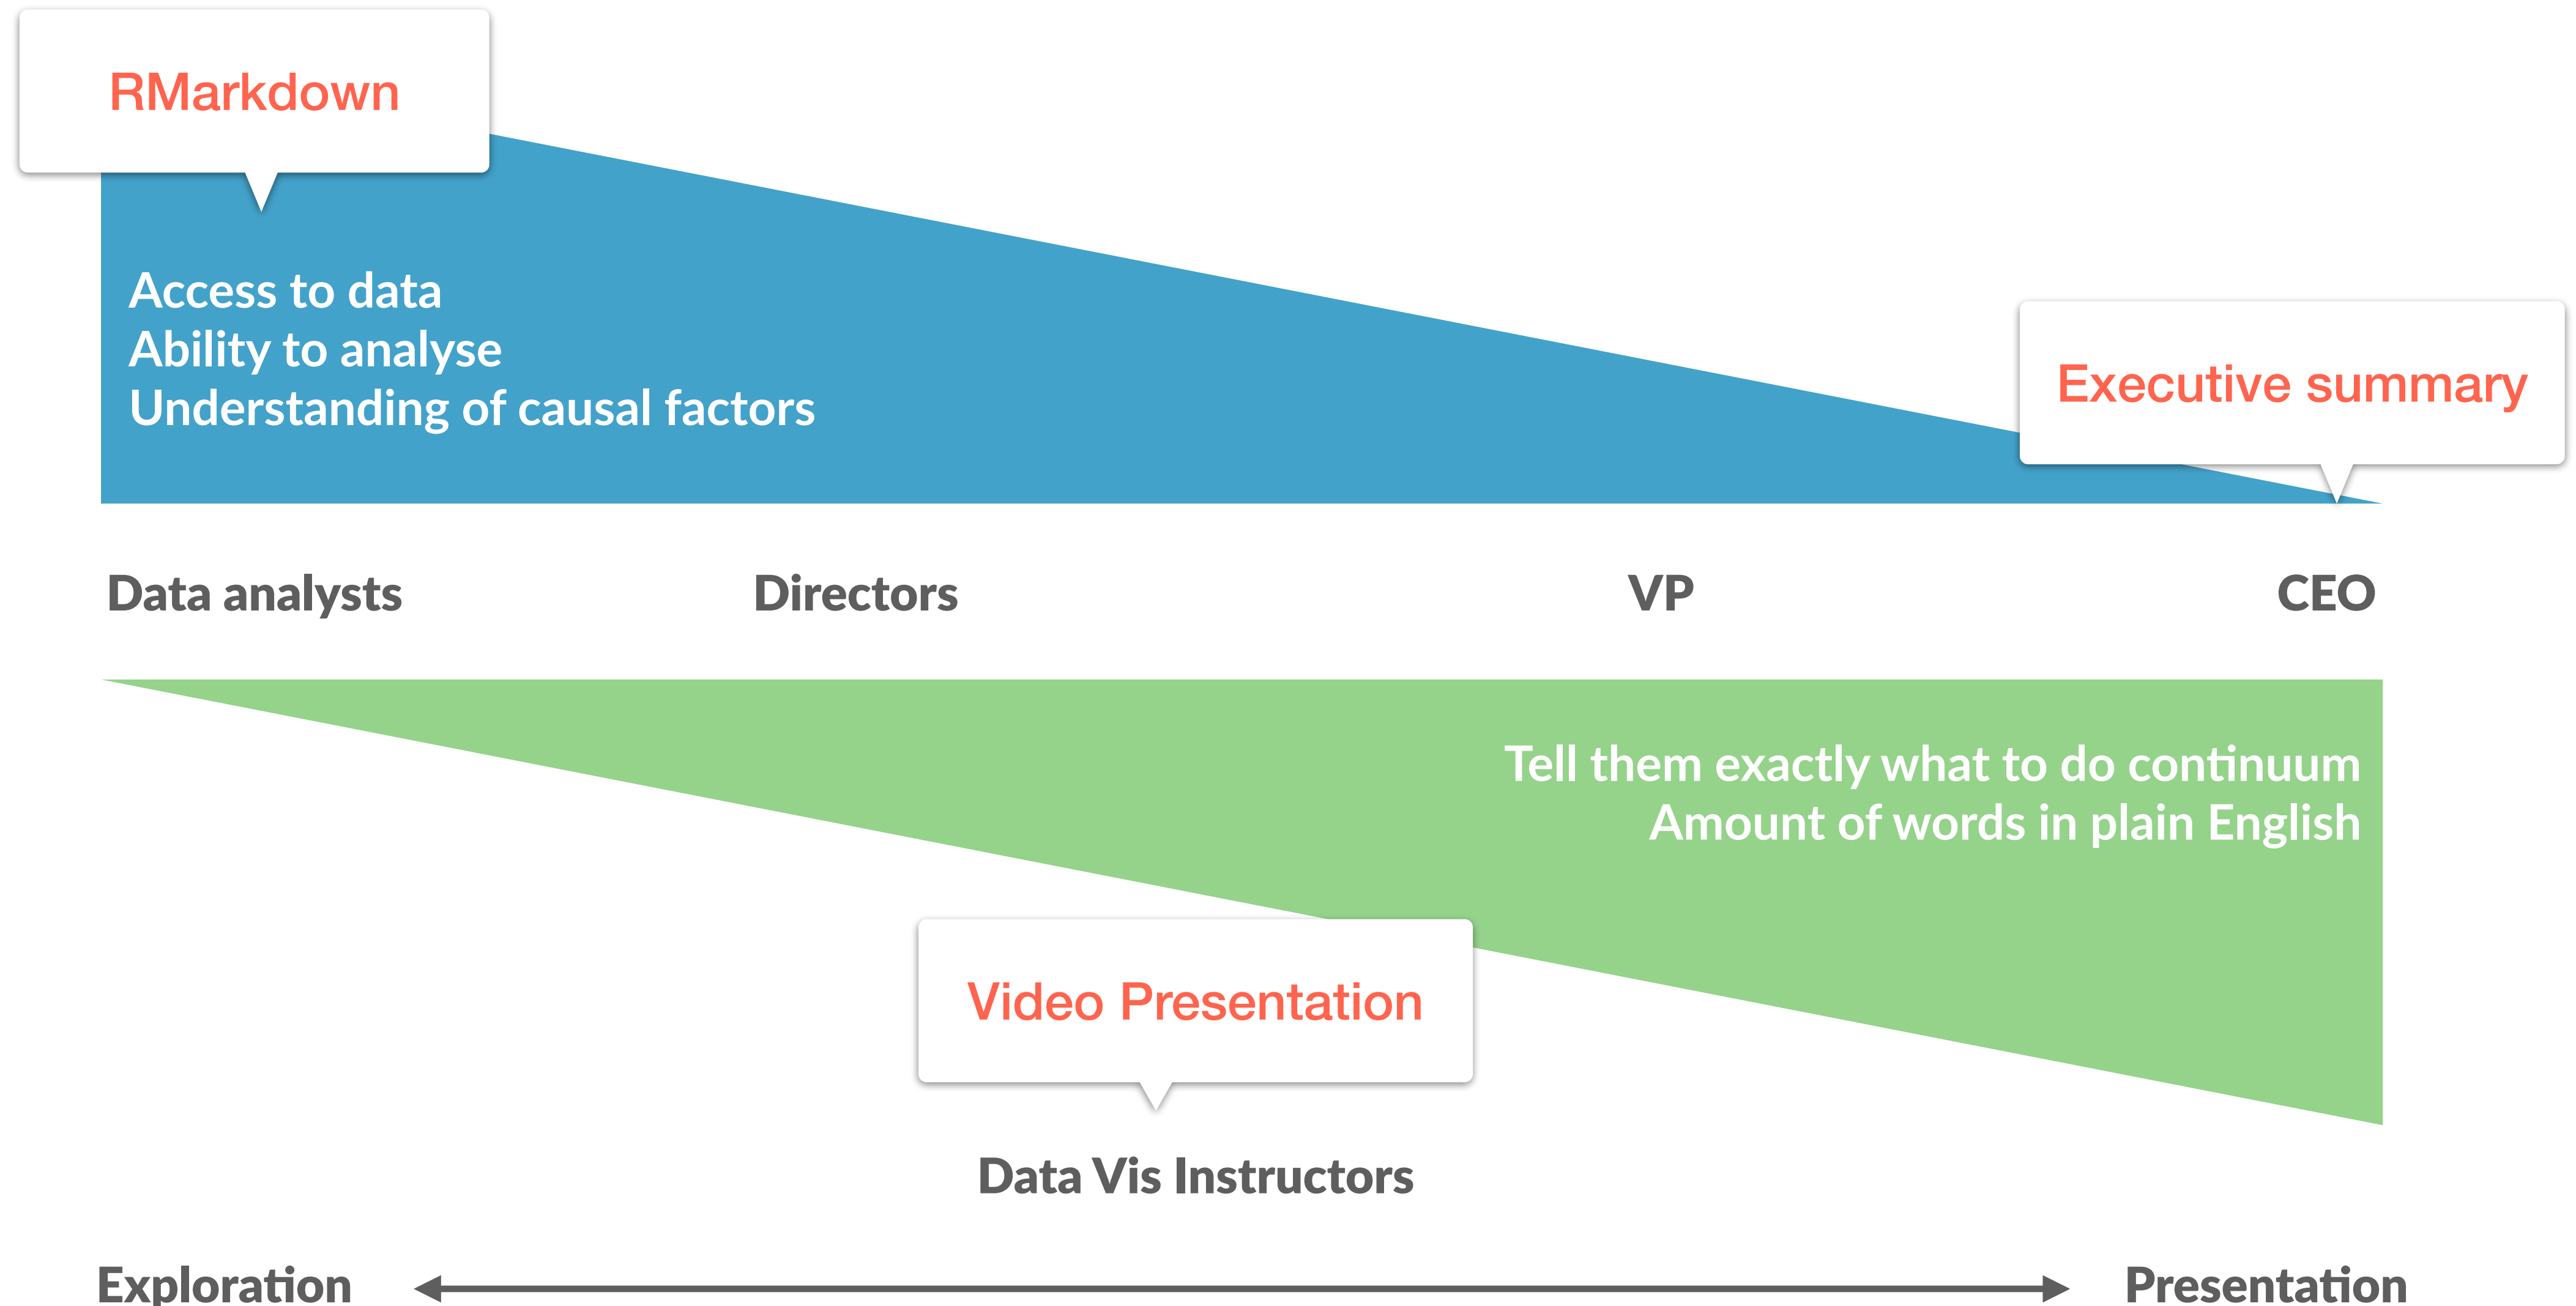 RMarkdown
Access to data
Ability to analyse
Understanding of causal factors
Executive summary
Data analysts
Directors
VP
CEO
Tell them exactly what to do continuum
Amount of words in plain English
Video Presentation
Data Vis Instructors
Exploration
Presentation